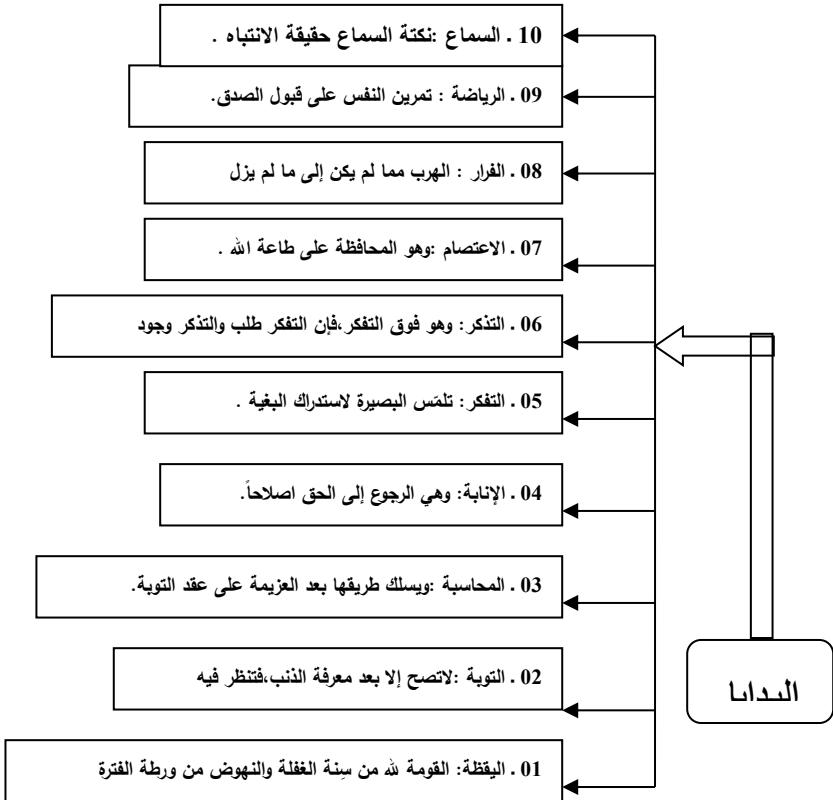 10 . السماع :نكتة السماع حقيقة الانتباه .
09 . الرياضة : تمرين النفس على قبول الصدق.
08 . الفرار : الهرب مما لم يكن إلى ما لم يزل
07 . الاعتصام :وهو المحافظة على طاعة الله .
06 . التذكر: وهو فوق التفكر،فإن التفكر طلب والتذكر وجود
05 . التفكر: تلمَس البصيرة لاستدراك البغية .
04 . الإنابة: وهي الرجوع إلى الحق اصلاحاً.
03 . المحاسبة :ويسلك طريقها بعد العزيمة على عقد التوبة.
02 . التوبة :لاتصح إلا بعد معرفة الذنب،فتنظر فيه
البدايا
01 . اليقظة: القومة لله من سِنة الغفلة والنهوض من ورطة الفترة